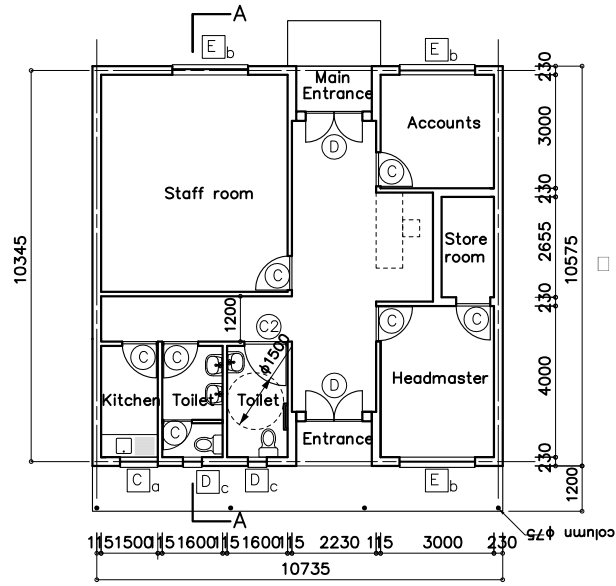 A
E b
E b
Main
Entrance
D
Accounts
C
230
3000
Staff room
230
10345
2655
10575
Store
room
C
230
1200
C2
C
C
C
C
φ1500
D
Headmaster
4000
Kitchen
Toilet
Toilet
C
Entrance
230
C a
D c
D c
E b
1200
A
column φ75
115
1500
115
1600
115
1600
115
2230
115
3000
230
10735